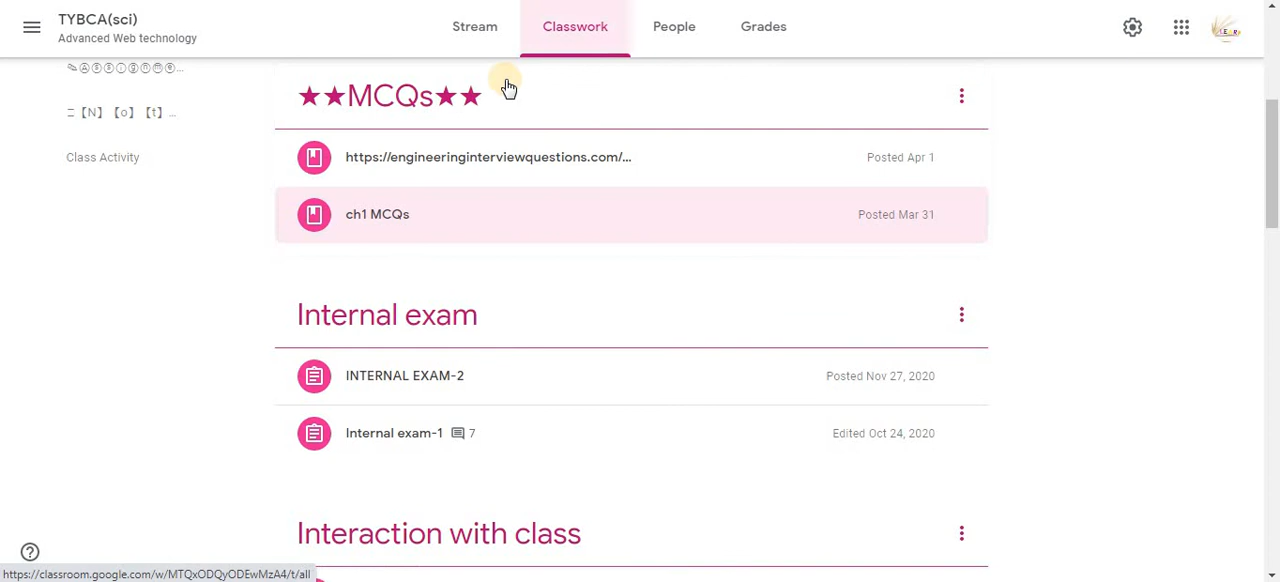 TYBCA(sci)
Advanced Web technology
Stream
Classwork
People
Grades
✎Ⓐⓢⓢⓘⓖⓝⓜⓔ...
ニ【N】【o】【t】...
Class Activity
★★MCQs★★
https://engineeringinterviewquestions.com/...
Posted Apr 1
ch1 MCQs
Posted Mar 31
Internal exam
INTERNAL EXAM-2
Posted Nov 27, 2020
Internal exam-1
7
Edited Oct 24, 2020
Interaction with class
https://classroom.google.com/w/MTQxODQyODEwMzA4/t/all